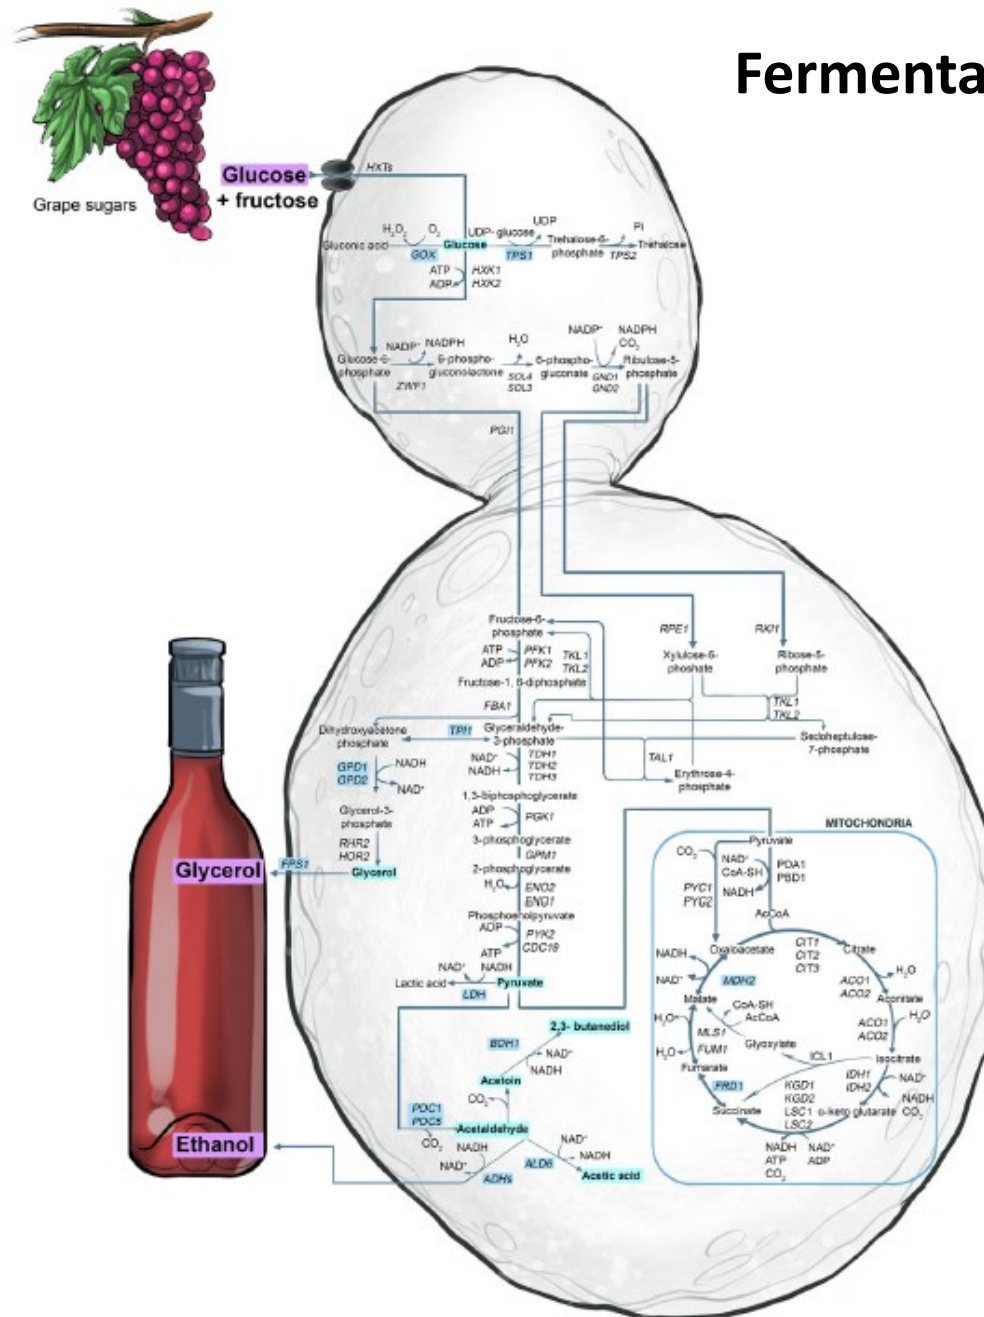 Fermenta
Grape sugars
Glucose
+ fructose
HXTs
H₂O₂
O₂
UDP-glucose
UDP
Pi
Gluconic acid
GOX
Glucose
TPS1
Trehalose-6-
phosphate
TPS2
Trehalose
ATP
ADP
HXK1
HXK2
Glucose-6-
phosphate
NADP⁺
NADPH
ZWF1
6-phospho-
gluconolactone
H₂O
SOL4
SOL3
6-phospho-
gluconate
NADP⁺
NADPH
CO₂
GND1
GND2
Ribulose-5-
phosphate
PGI1
Fructose-6-
phosphate
ATP
ADP
PFK1
PFK2
TKL1
TKL2
RPE1
Xylulose-5-
phoshate
RKI1
Ribose-5-
phosphate
Fructose-1, 6-diphosphate
FBA1
TKL1
TKL2
Dihydroxyacetone
phosphate
TPI1
Glyceraldehyde-
3-phosphate
Sedoheptulose-
7-phosphate
GPD1
GPD2
NADH
NAD⁺
NAD⁺
NADH
TDH1
TDH2
TDH3
TAL1
Erythrose-4-
phosphate
Glycerol-3-
phosphate
1,3-biphosphoglycerate
ADP
ATP
PGK1
RHR2
HOR2
3-phosphoglycerate
GPM1
Glycerol
FPS1
Glycerol
2-phosphoglycerate
H₂O
ENO2
ENO1
Phosphoenolpyruvate
ADP
ATP
PYK2
CDC19
NAD⁺
NADH
Lactic acid
LDH
Pyruvate
2,3- butanediol
BDH1
NAD⁺
NADH
Acetoin
CO₂
PDC1
PDC5
CO₂
Acetaldehyde
Ethanol
NADH
NAD⁺
ADHs
ALD6
NAD⁺
NADH
Acetic acid
MITOCHONDRIA
Pyruvate
CO₂
NAD⁺
CoA-SH
NADH
PDA1
PBD1
PYC1
PYC2
AcCoA
Oxaloacetate
CIT1
CIT2
CIT3
Citrate
NADH
NAD⁺
MDH2
ACO1
ACO2
H₂O
Aconitate
Malate
CoA-SH
AcCoA
H₂O
MLS1
ACO1
ACO2
H₂O
H₂O
FUM1
Glyoxylate
ICL1
Isocitrate
Fumarate
FRD1
KGD1
KGD2
LSC1
LSC2
IDH1
IDH2
NAD⁺
NADH
CO₂
Succinate
α-keto glutarate
NADH
ATP
CO₂
NAD⁺
ADP